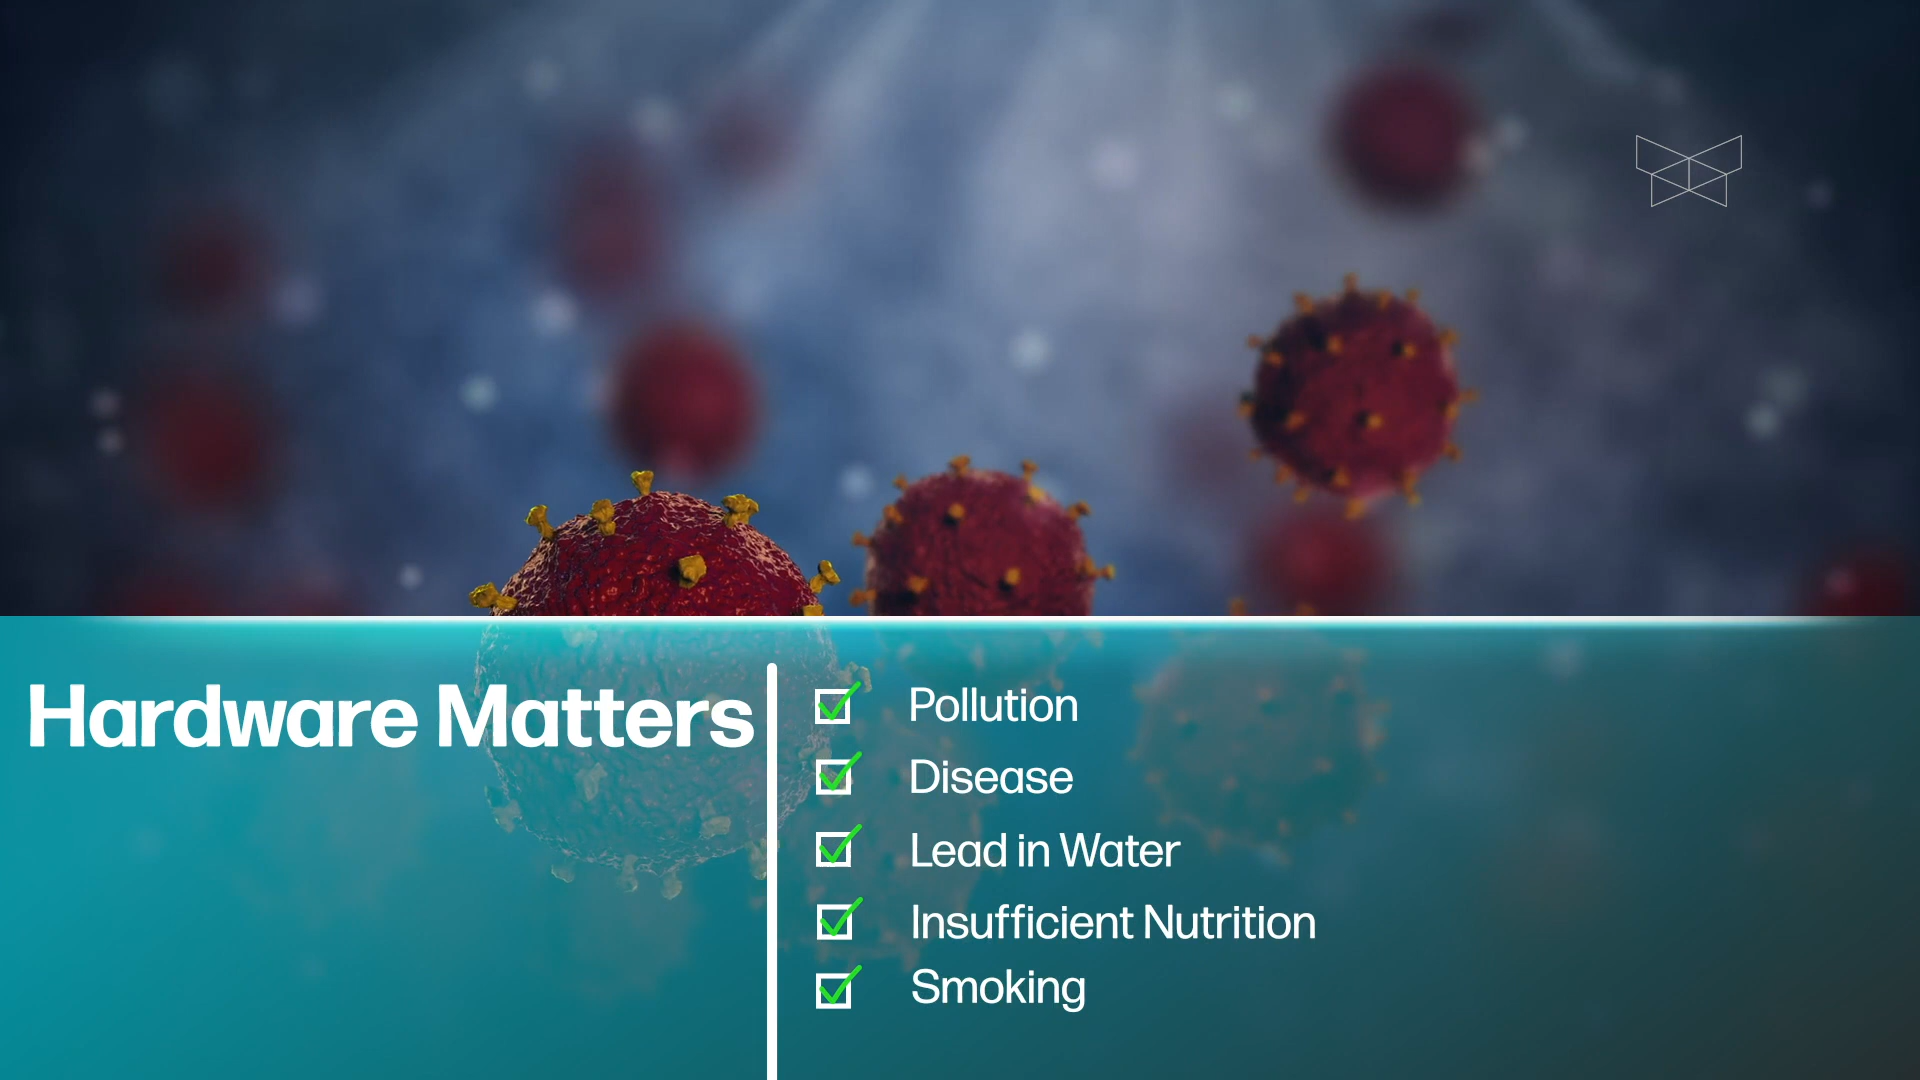 Hardware Matters
Pollution
Disease
Lead in Water
Insufficient Nutrition
Smoking